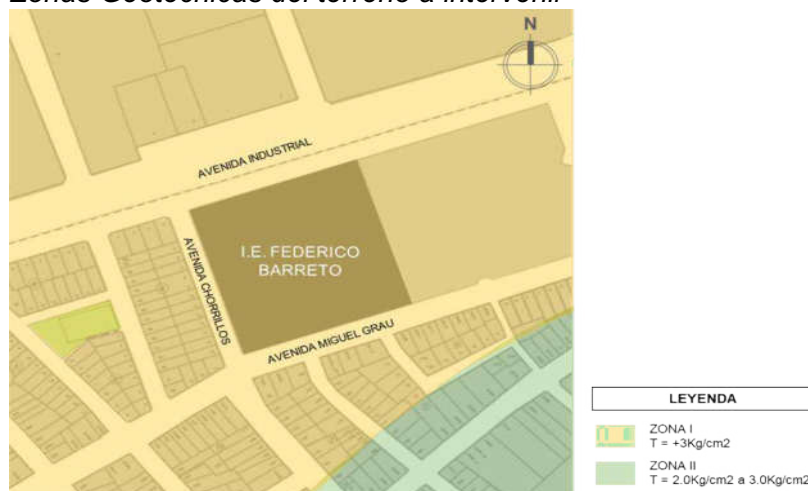 Zonas Geotécnicas del terreno a intervenir
N
AVENIDA INDUSTRIAL
I.E. FEDERICO
BARRETO
AVENIDA CHORRILLOS
AVENIDA MIGUEL GRAU
LEYENDA
ZONA I
T = +3Kg/cm2
ZONA II
T = 2.0Kg/cm2 a 3.0Kg/cm2